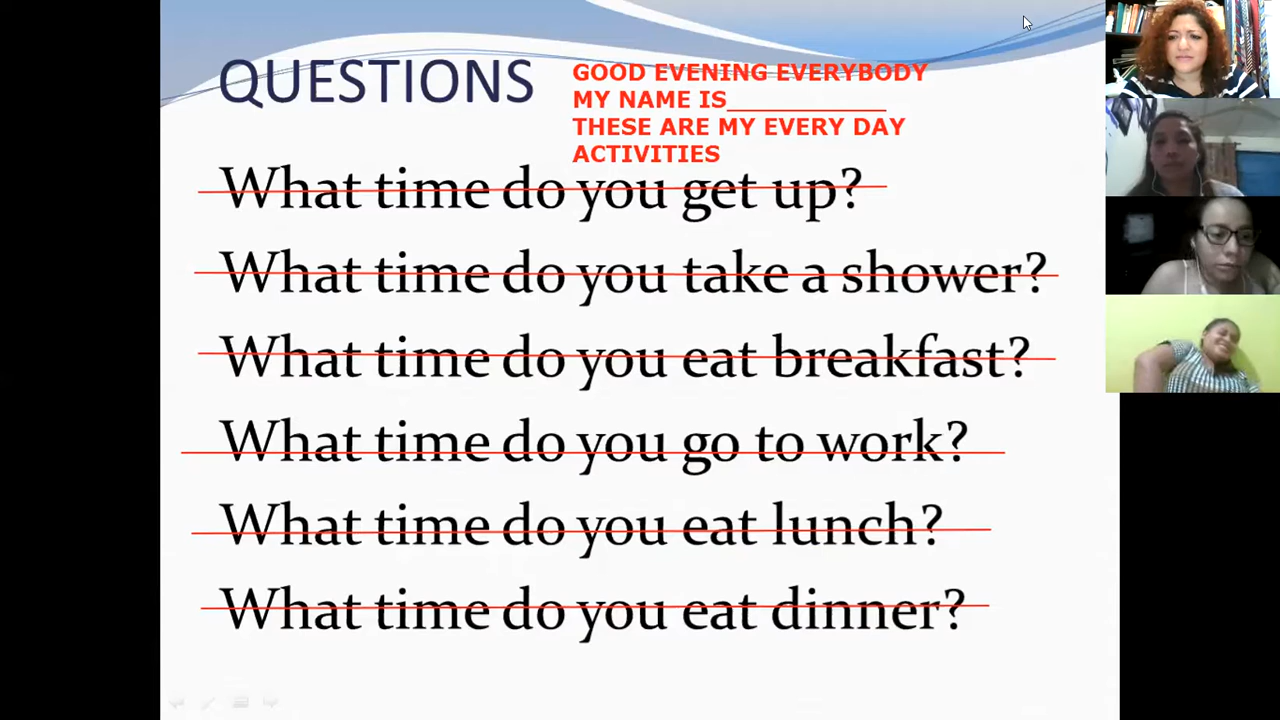 QUESTIONS
GOOD EVENING EVERYBODY
MY NAME IS____________
THESE ARE MY EVERY DAY
ACTIVITIES
What time do you get up?
What time do you take a shower?
What time do you eat breakfast?
What time do you go to work?
What time do you eat lunch?
What time do you eat dinner?